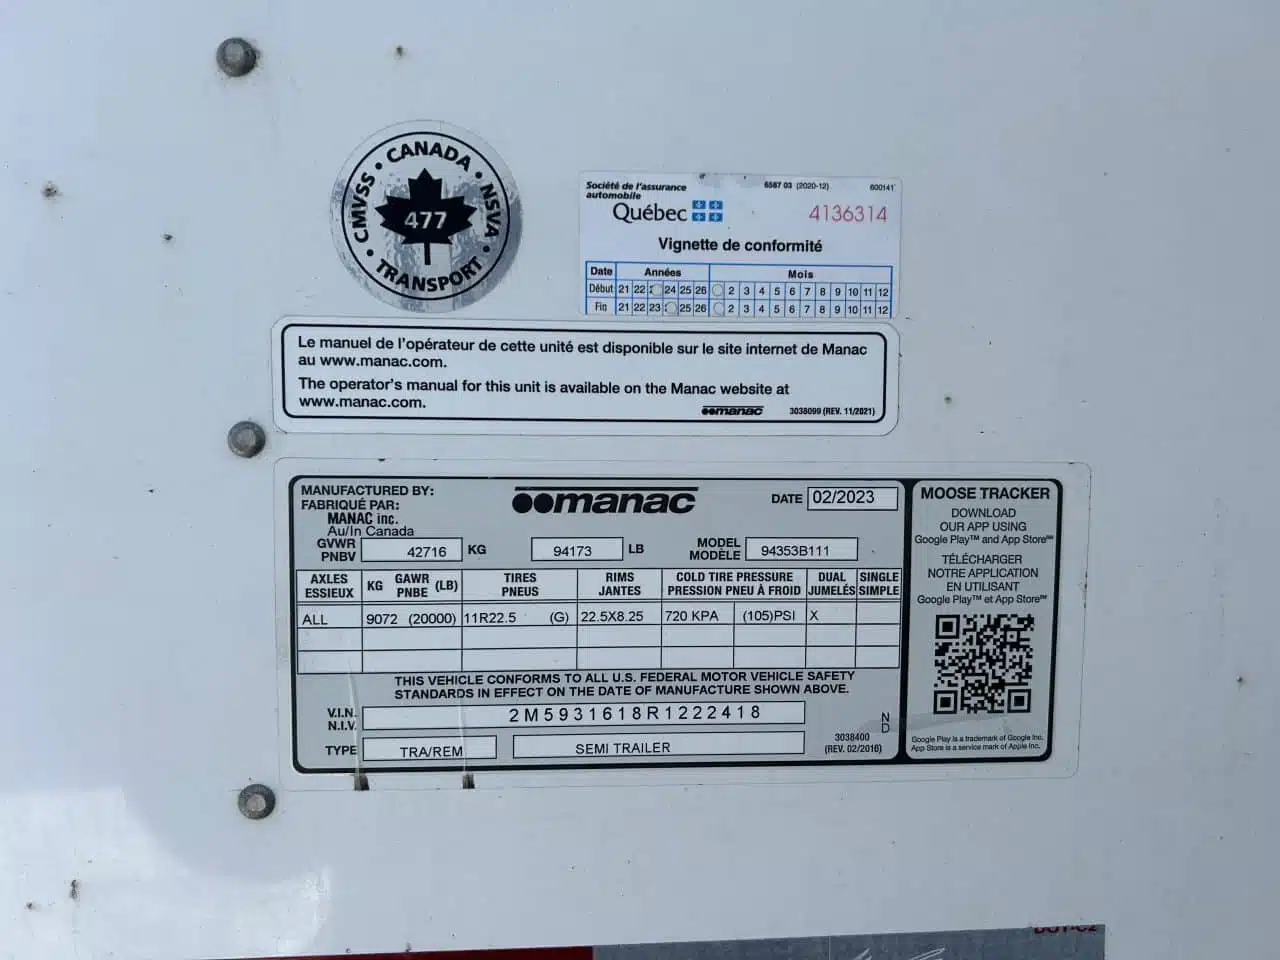 CMVSS • CANADA • NSVA • TRANSPORT •
477
Société de l'assurance
automobile
Québec
6587 03 (2020-12)
600141
4136314
Vignette de conformité
Date Années Mois
Début 21 22 24 25 26 2 3 4 5 6 7 8 9 10 11 12
Fin 21 22 23 25 26 2 3 4 5 6 7 8 9 10 11 12
Le manuel de l'opérateur de cette unité est disponible sur le site internet de Manac
au www.manac.com.
The operator's manual for this unit is available on the Manac website at
www.manac.com.
manac 3038099 (REV. 11/2021)
MANUFACTURED BY:
FABRIQUÉ PAR:
MANAC inc.
Au/In Canada
manac
DATE 02/2023
GVWR
PNBV
42716 KG 94173 LB
MODEL
MODÈLE
94353B111
AXLES
ESSIEUX
KG GAWR
PNBE (LB)
TIRES
PNEUS
RIMS
JANTES
COLD TIRE PRESSURE
PRESSION PNEU À FROID
DUAL
JUMELÉS
SINGLE
SIMPLE
ALL 9072 (20000) 11R22.5 (G) 22.5X8.25 720 KPA (105)PSI X
THIS VEHICLE CONFORMS TO ALL U.S. FEDERAL MOTOR VEHICLE SAFETY
STANDARDS IN EFFECT ON THE DATE OF MANUFACTURE SHOWN ABOVE.
V.I.N.
N.I.V.
2M5931618R1222418
N
D
TYPE TRA/REM SEMI TRAILER
3038400
(REV. 02/2016)
MOOSE TRACKER
DOWNLOAD
OUR APP USING
Google Play™ and App Store℠
TÉLÉCHARGER
NOTRE APPLICATION
EN UTILISANT
Google Play™ et App Store℠
Google Play is a trademark of Google Inc.
App Store is a service mark of Apple Inc.
DOT-C2